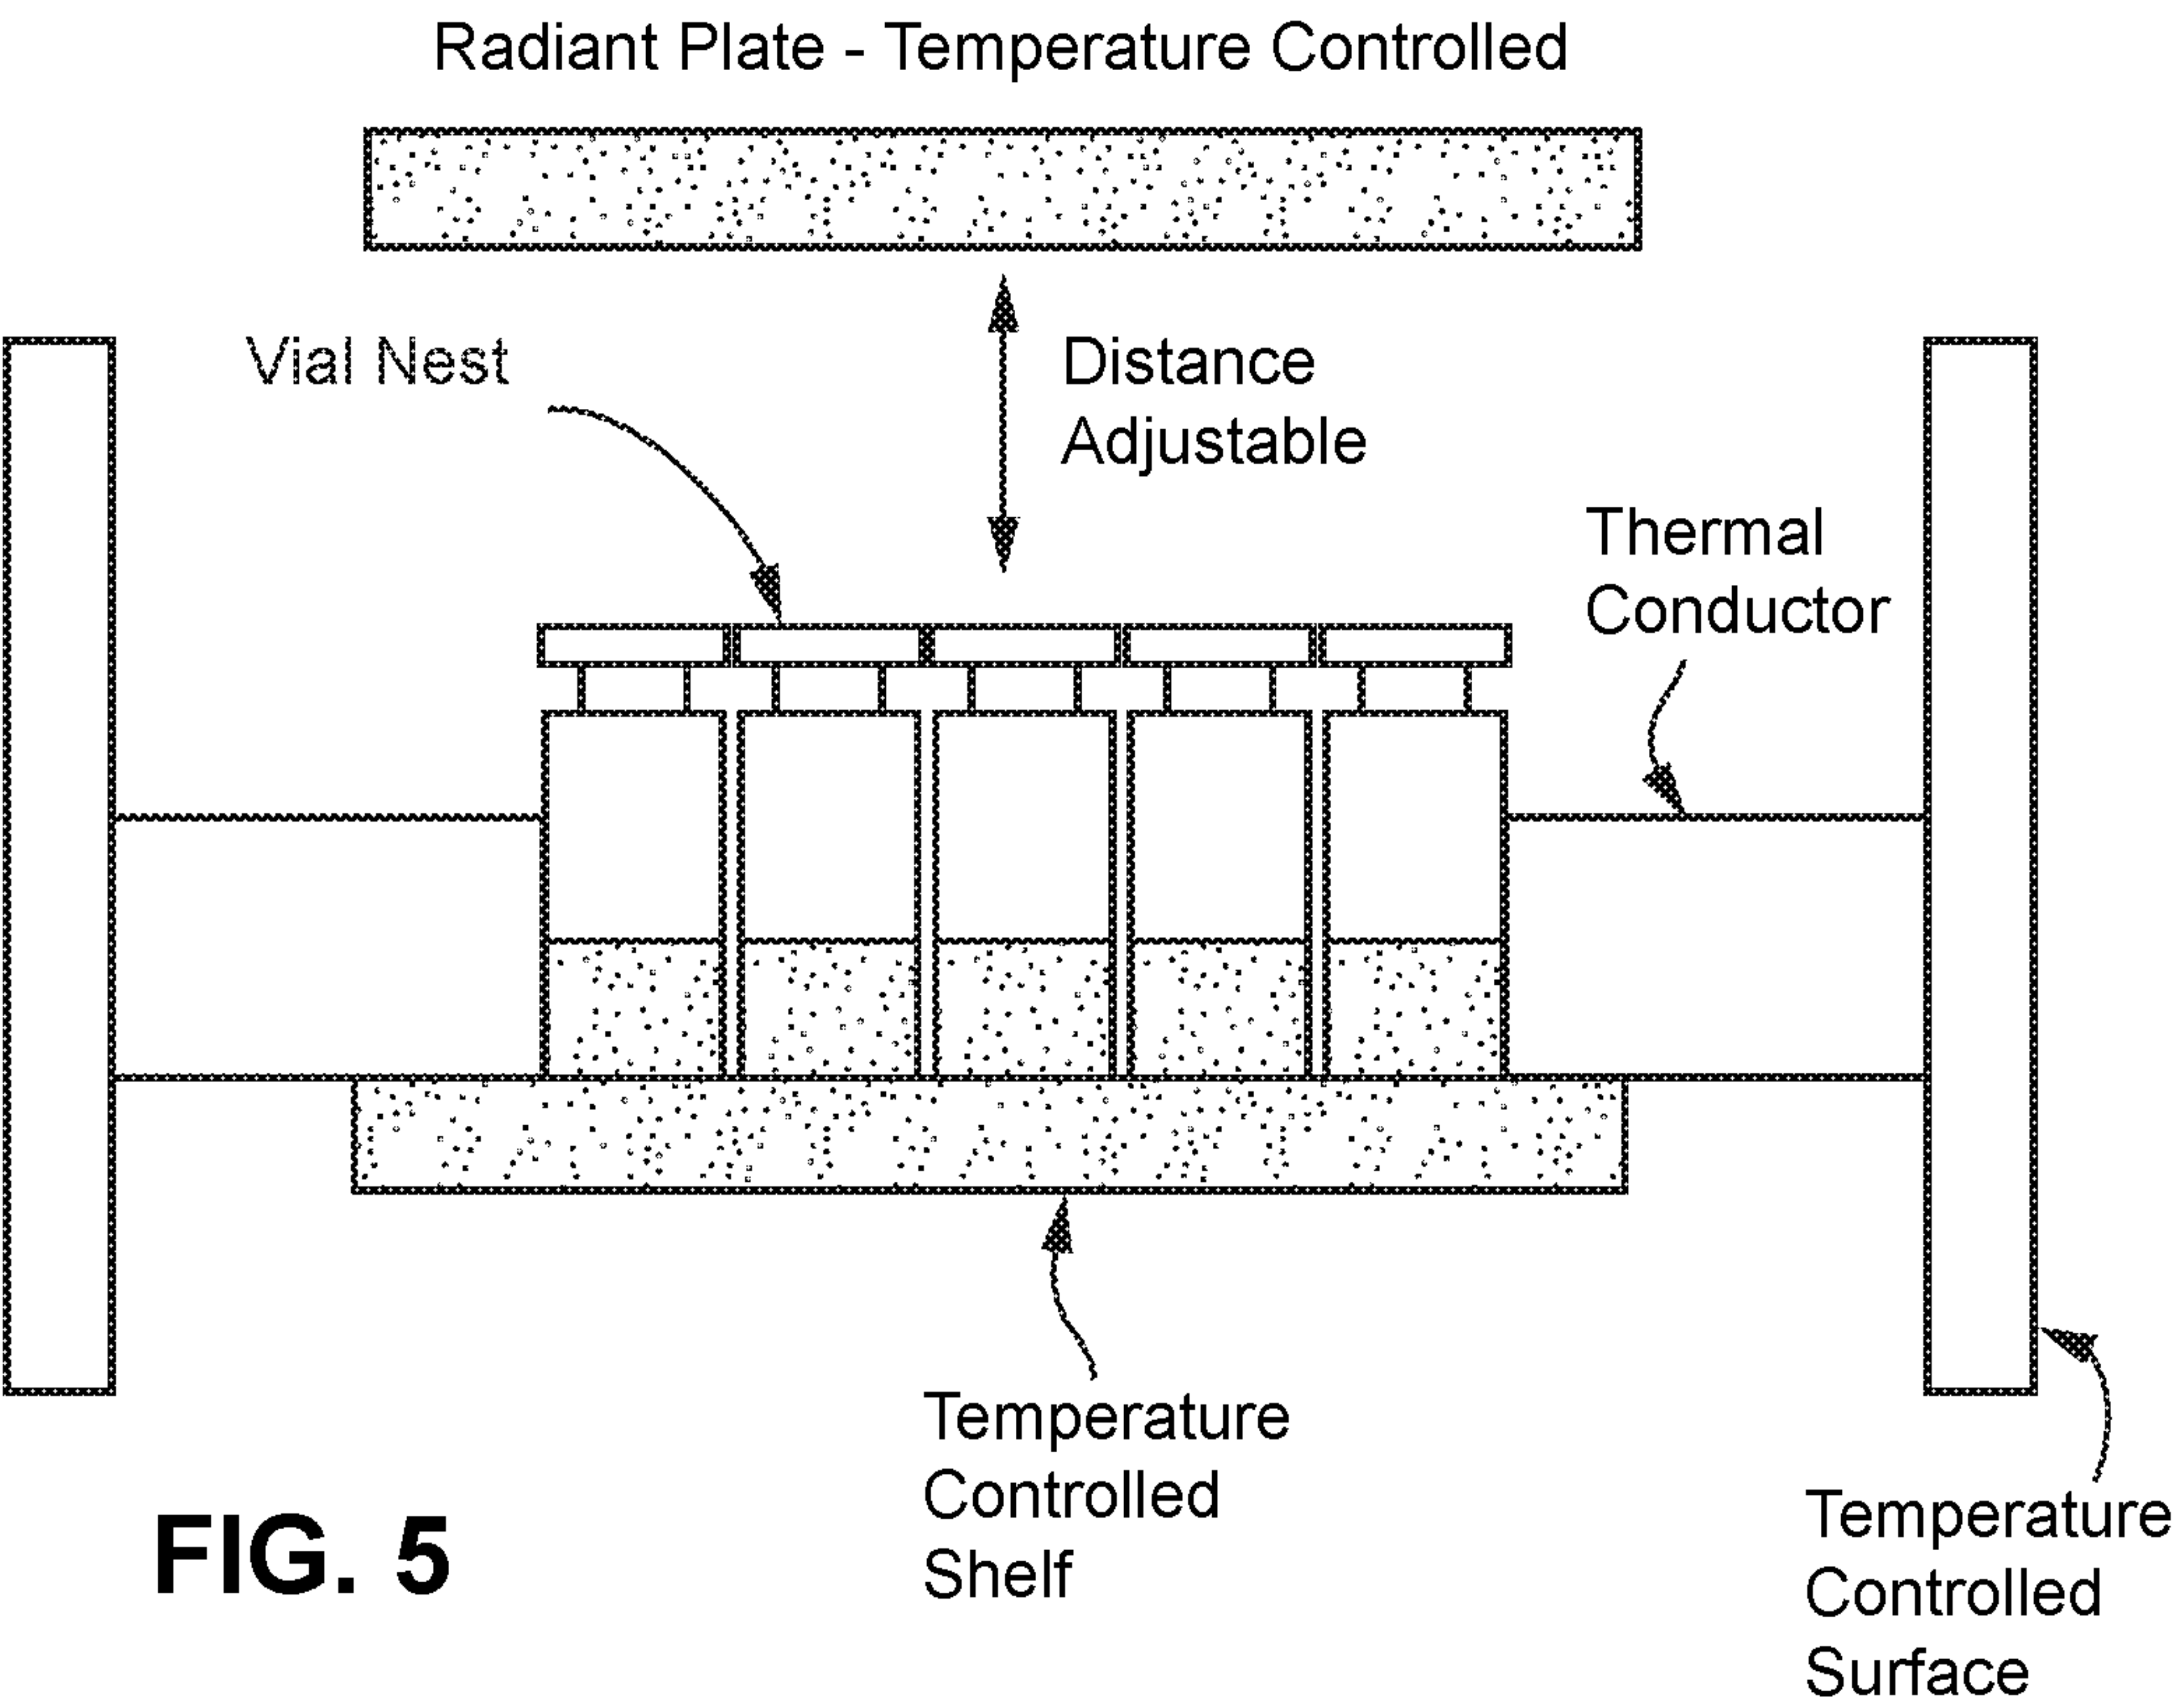 Radiant Plate - Temperature Controlled
Vial Nest
Distance
Adjustable
Thermal
Conductor
Temperature
Controlled
Shelf
Temperature
Controlled
Surface
FIG. 5